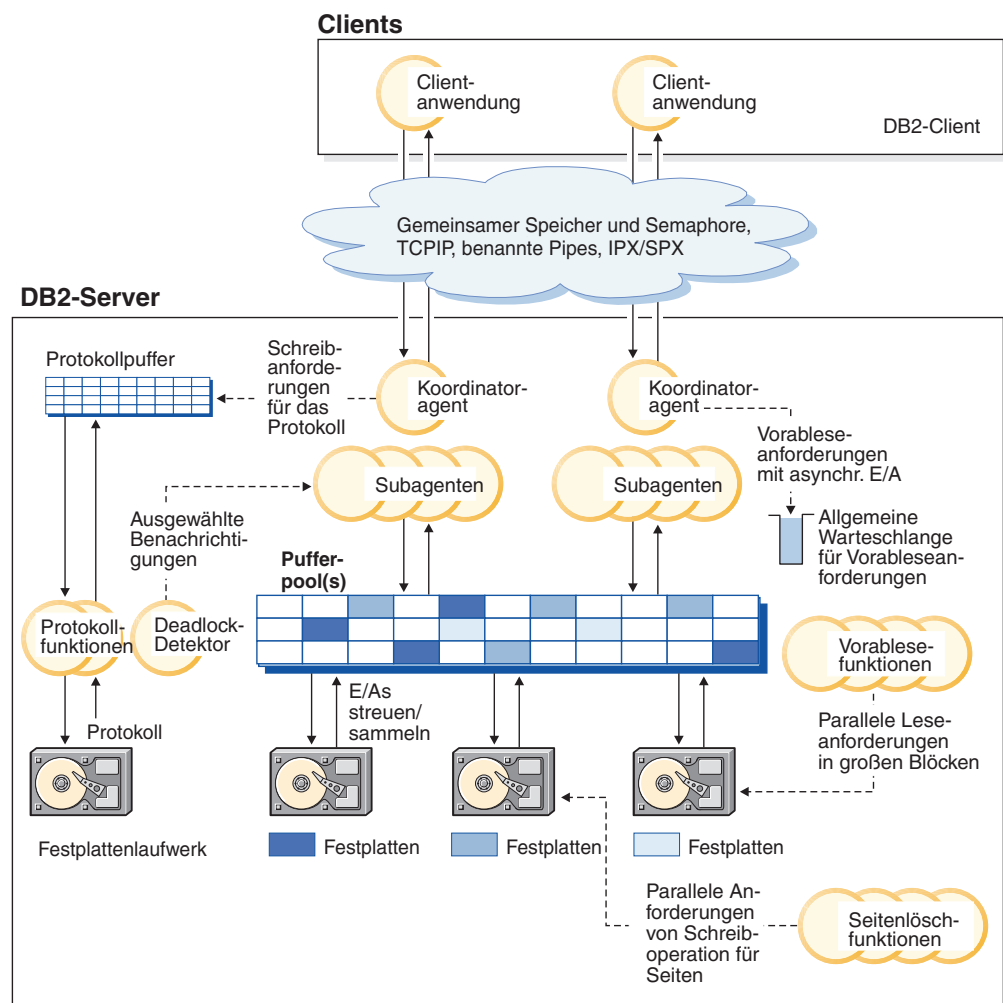 Clients
Client-
anwendung
Client-
anwendung
DB2-Client
Gemeinsamer Speicher und Semaphore,
TCPIP, benannte Pipes, IPX/SPX
DB2-Server
Protokollpuffer
Schreib-
anforde-
rungen
für das
Protokoll
Koordinator-
agent
Koordinator-
agent
Vorablese-
anforderungen
mit asynchr. E/A
Subagenten
Subagenten
Ausgewählte
Benachrichti-
gungen
Allgemeine
Warteschlange
für Vorablesean-
forderungen
Puffer-
pool(s)
Protokoll-
funktionen
Deadlock-
Detektor
Vorablese-
funktionen
E/As
streuen/
sammeln
Protokoll
Parallele Lese-
anforderungen
in großen Blöcken
Festplattenlaufwerk
Festplatten
Festplatten
Festplatten
Parallele An-
forderungen
von Schreib-
operation für
Seiten
Seitenlösch-
funktionen